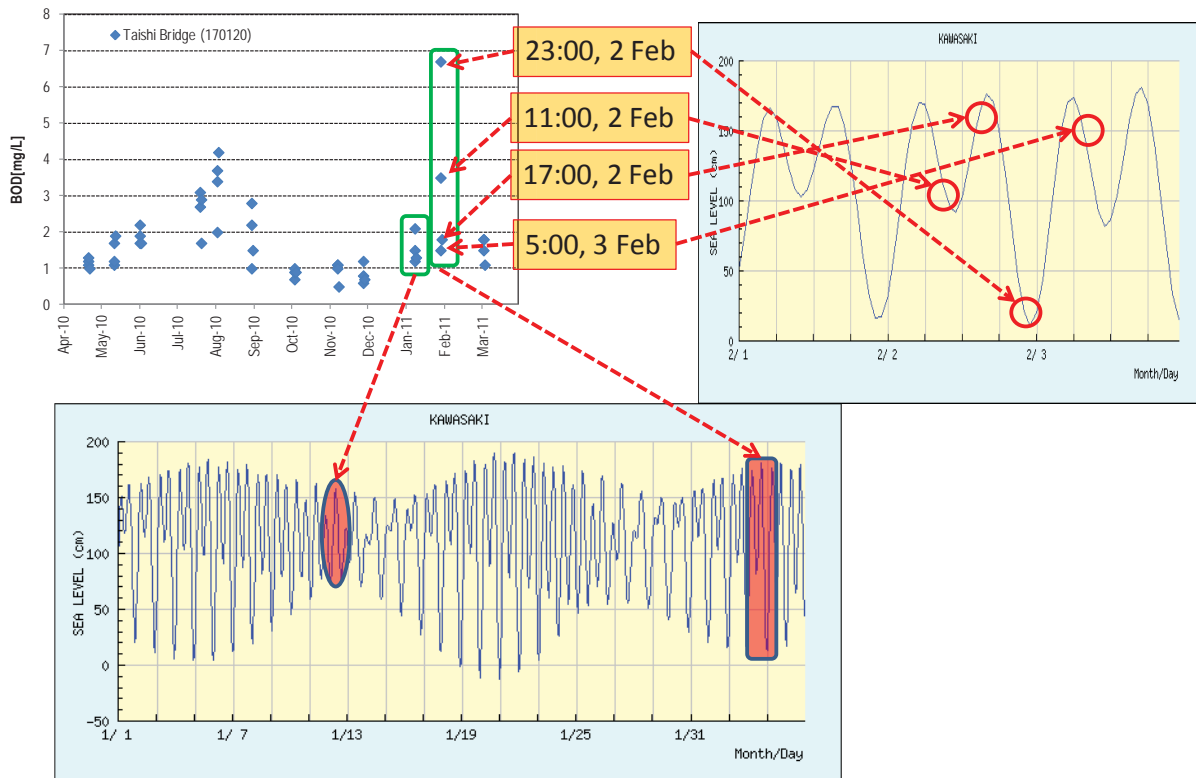 8
7
6
5
4
3
2
1
0
BOD[mg/L]
Taishi Bridge (170120)
Apr-10
May-10
Jun-10
Jul-10
Aug-10
Sep-10
Oct-10
Nov-10
Dec-10
Jan-11
Feb-11
Mar-11
23:00, 2 Feb
11:00, 2 Feb
17:00, 2 Feb
5:00, 3 Feb
KAWASAKI
200
150
100
50
0
SEA LEVEL (cm)
2/ 1
2/ 2
2/ 3
Month/Day
KAWASAKI
200
150
100
50
0
-50
SEA LEVEL (cm)
1/ 1
1/ 7
1/13
1/19
1/25
1/31
Month/Day